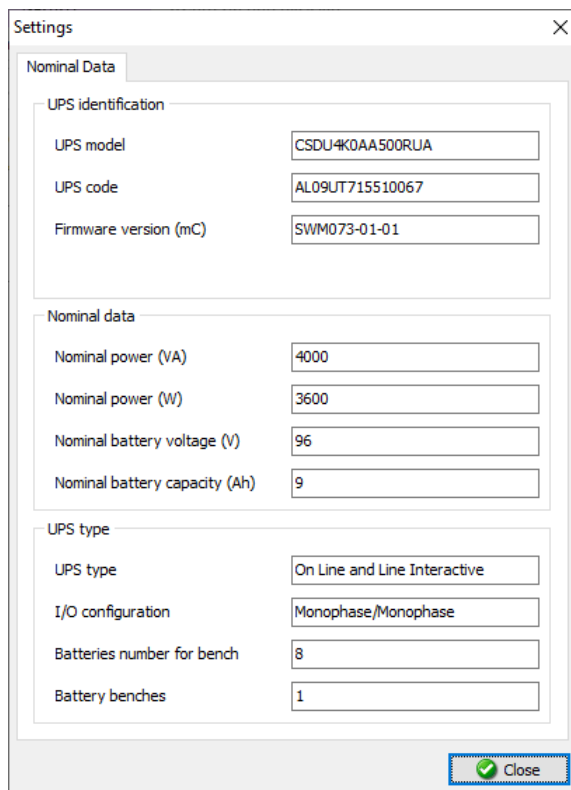 Settings
Nominal Data
UPS identification
UPS model CSDU4K0AA500RUA
UPS code AL09UT715510067
Firmware version (mC) SWM073-01-01
Nominal data
Nominal power (VA) 4000
Nominal power (W) 3600
Nominal battery voltage (V) 96
Nominal battery capacity (Ah) 9
UPS type
UPS type On Line and Line Interactive
I/O configuration Monophase/Monophase
Batteries number for bench 8
Battery benches 1
Close